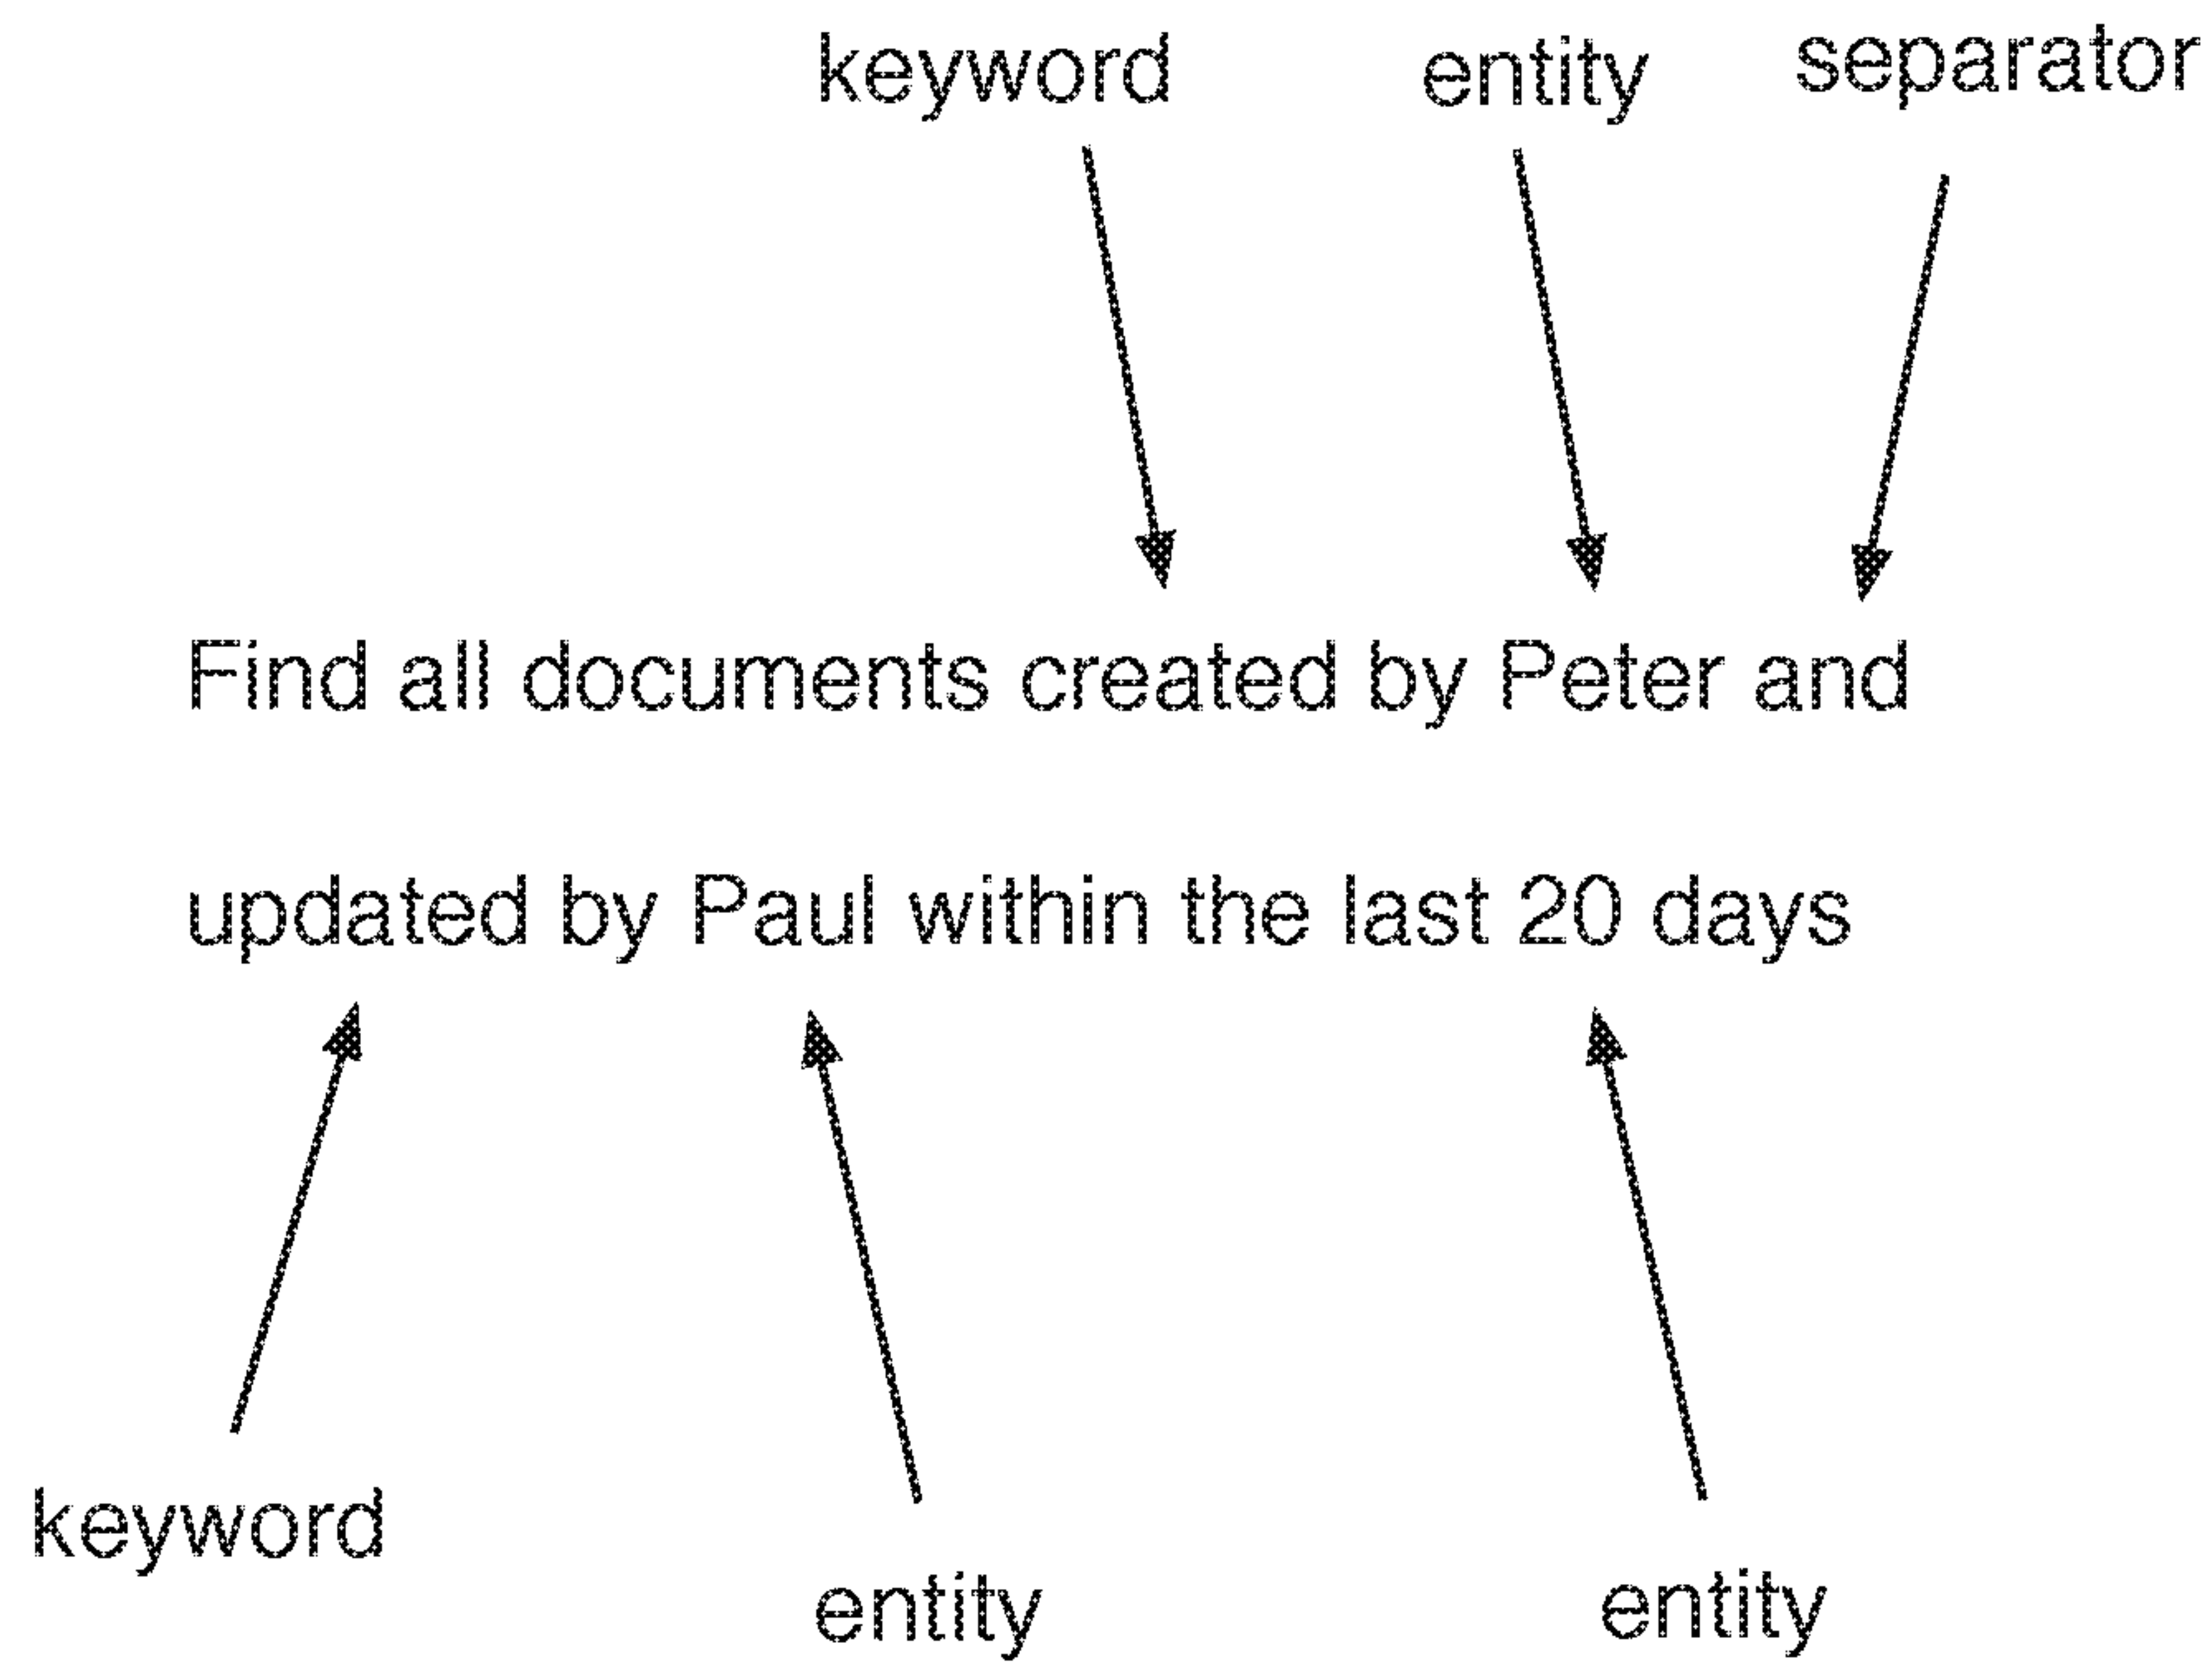 keyword entity separator
Find all documents created by Peter and
updated by Paul within the last 20 days
keyword
entity entity